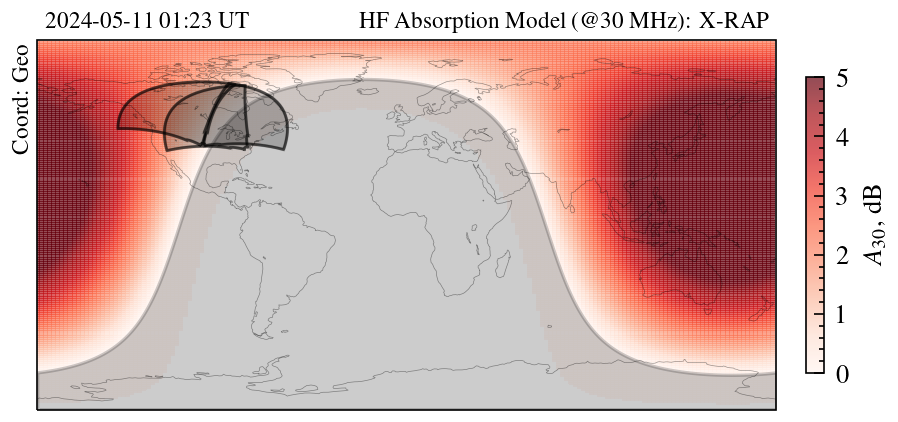 2024-05-11 01:23 UT
HF Absorption Model (@30 MHz): X-RAP
Coord: Geo
5
4
3
2
1
0
A30, dB